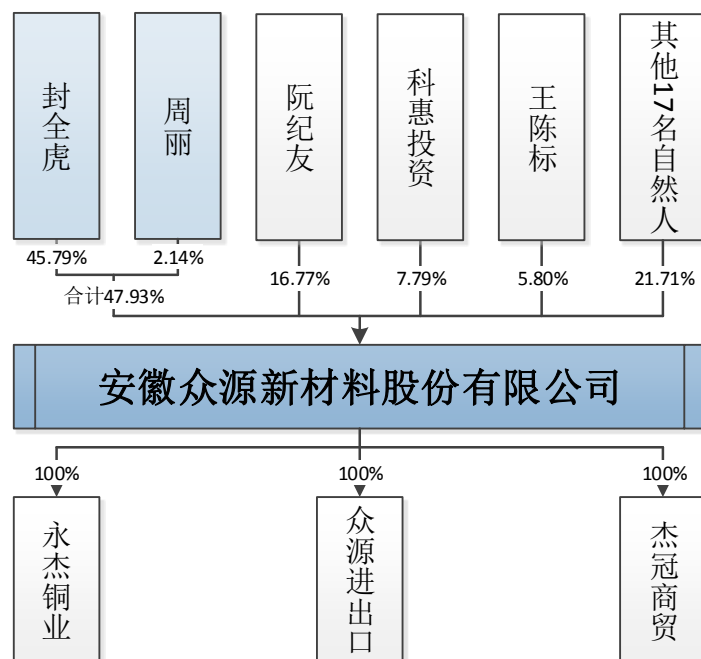 封全虎
周丽
阮纪友
科惠投资
王陈标
其他17名自然人
45.79%
2.14%
16.77%
7.79%
5.80%
21.71%
合计47.93%
安徽众源新材料股份有限公司
100%
100%
100%
永杰铜业
众源进出口
杰冠商贸